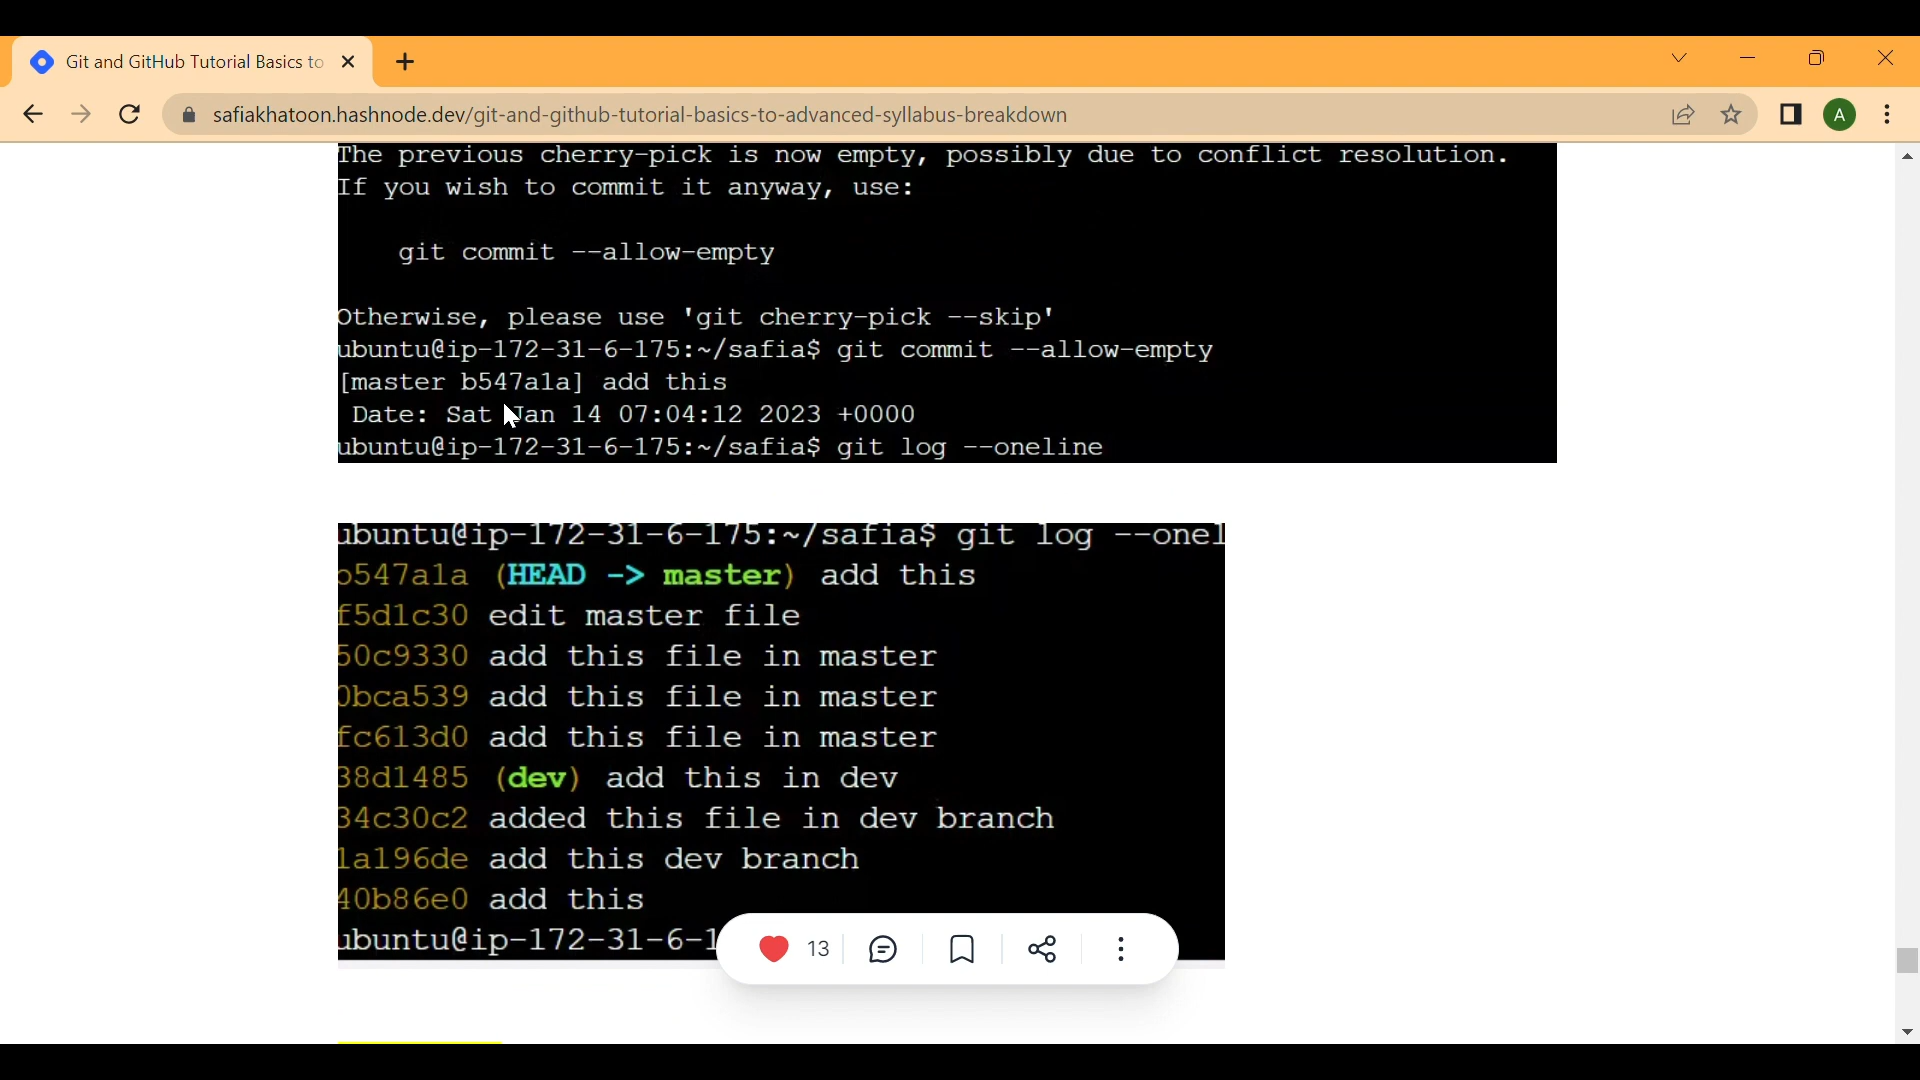 Git and GitHub Tutorial Basics to
safiakhatoon.hashnode.dev/git-and-github-tutorial-basics-to-advanced-syllabus-breakdown
A
The previous cherry-pick is now empty, possibly due to conflict resolution.
If you wish to commit it anyway, use:
git commit --allow-empty
Otherwise, please use 'git cherry-pick --skip'
ubuntu@ip-172-31-6-175:~/safia$ git commit --allow-empty
[master b547a1a] add this
Date: Sat Jan 14 07:04:12 2023 +0000
ubuntu@ip-172-31-6-175:~/safia$ git log --oneline
ubuntu@ip-172-31-6-175:~/safia$ git log --onel
b547a1a (HEAD -> master) add this
f5d1c30 edit master file
50c9330 add this file in master
0bca539 add this file in master
fc613d0 add this file in master
38d1485 (dev) add this in dev
34c30c2 added this file in dev branch
1a196de add this dev branch
40b86e0 add this
ubuntu@ip-172-31-6-1
13